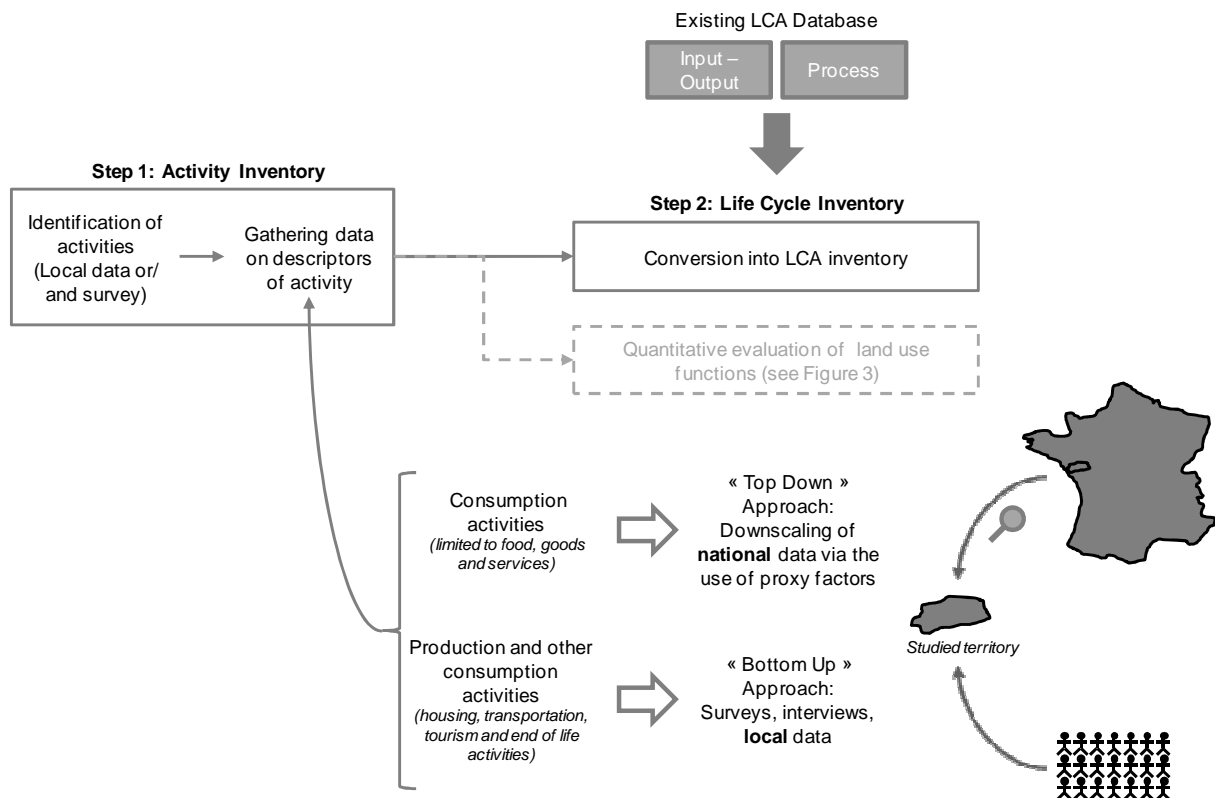 Existing LCA Database
Input –
Output
Process
Step 1: Activity Inventory
Identification of
activities
(Local data or/
and survey)
Gathering data
on descriptors
of activity
Step 2: Life Cycle Inventory
Conversion into LCA inventory
Quantitative evaluation of land use
functions (see Figure 3)
Consumption
activities
(limited to food, goods
and services)
« Top Down »
Approach:
Downscaling of
national data via the
use of proxy factors
Studied territory
Production and other
consumption
activities
(housing, transportation,
tourism and end of life
activities)
« Bottom Up »
Approach:
Surveys, interviews,
local data